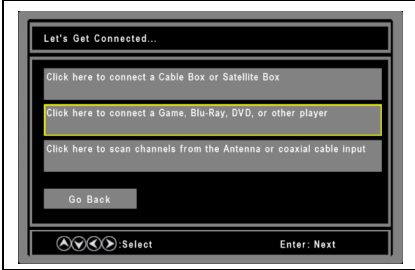 Let's Get Connected...
Click here to connect a Cable Box or Satellite Box
Click here to connect a Game, Blu-Ray, DVD, or other player
Click here to scan channels from the Antenna or coaxial cable input
Go Back
:Select Enter: Next